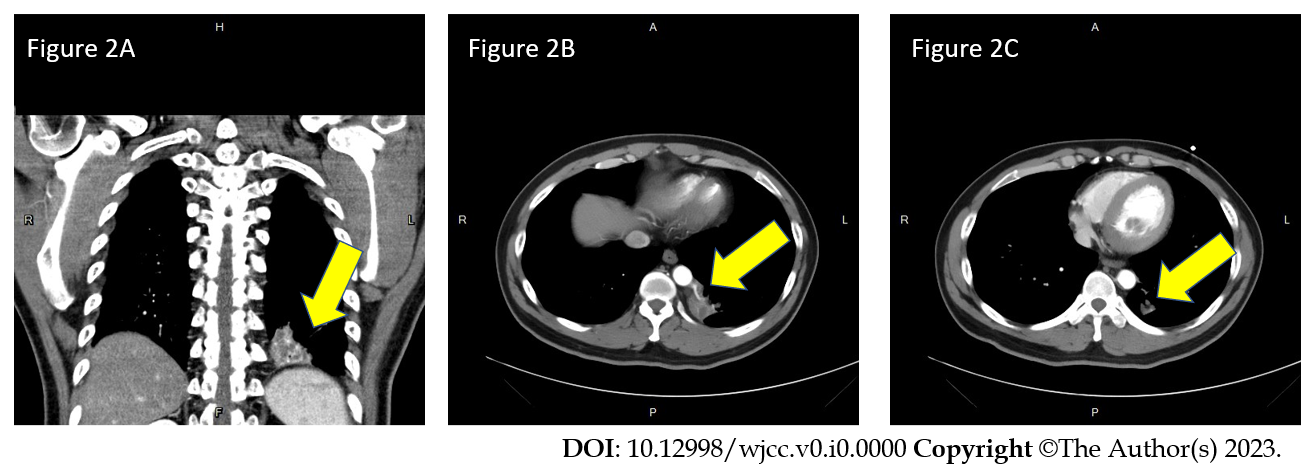 H
Figure 2A
R
L
F
A
Figure 2B
R
L
P
A
Figure 2C
R
L
P
DOI: 10.12998/wjcc.v0.i0.0000 Copyright ©The Author(s) 2023.